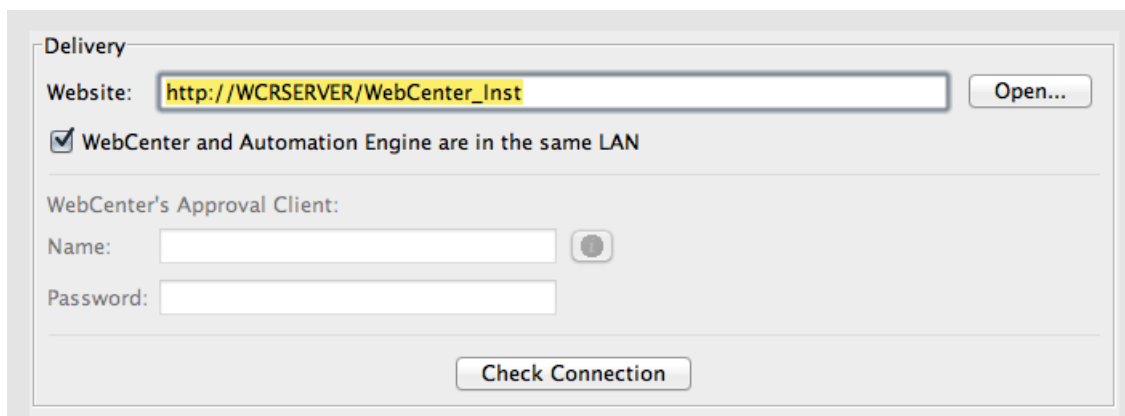 Delivery
Website: http://WCRSERVER/WebCenter_Inst Open...
WebCenter and Automation Engine are in the same LAN
WebCenter's Approval Client:
Name:
Password:
Check Connection